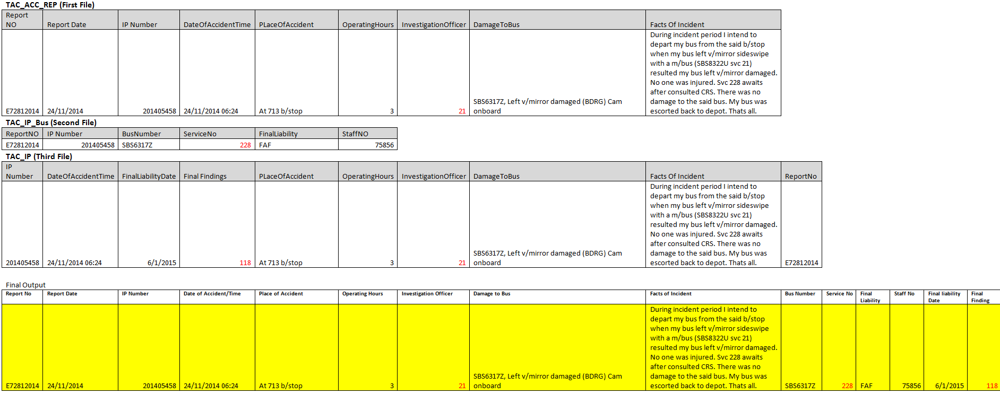 TAC_ACC_REP (First File)
Report NO	Report Date	IP Number	DateOfAccidentTime	PLaceOfAccident	OperatingHours	InvestigationOfficer	DamageToBus	Facts Of Incident
E72812014	24/11/2014	201405458	24/11/2014 06:24	At 713 b/stop	3	21	SBS6317Z, Left v/mirror damaged (BDRG) Cam onboard	During incident period I intend to
depart my bus from the said b/stop
when my bus left v/mirror sideswipe
with a m/bus (SBS8322U svc 21)
resulted my bus left v/mirror damaged.
No one was injured. Svc 228 awaits
after consulted CRS. There was no
damage to the said bus. My bus was
escorted back to depot. Thats all.
TAC_IP_Bus (Second File)
ReportNO	IP Number	BusNumber	ServiceNo	FinalLiability	StaffNO
E72812014	201405458	SBS6317Z	228	FAF	75856
TAC_IP (Third File)
IP Number	DateOfAccidentTime	FinalLiabilityDate	Final Findings	PLaceOfAccident	OperatingHours	InvestigationOfficer	DamageToBus	Facts Of Incident	ReportNo
201405458	24/11/2014 06:24	6/1/2015	118	At 713 b/stop	3	21	SBS6317Z, Left v/mirror damaged (BDRG) Cam onboard	During incident period I intend to
depart my bus from the said b/stop
when my bus left v/mirror sideswipe
with a m/bus (SBS8322U svc 21)
resulted my bus left v/mirror damaged.
No one was injured. Svc 228 awaits
after consulted CRS. There was no
damage to the said bus. My bus was
escorted back to depot. Thats all.	E72812014
Final Output
Report No	Report Date	IP Number	Date of Accident/Time	Place of Accident	Operating Hours	Investigation Officer	Damage to Bus	Facts of Incident	Bus Number	Service No	Final Liability	Staff No	Final liability Date	Final Finding
E72812014	24/11/2014	201405458	24/11/2014 06:24	At 713 b/stop	3	21	SBS6317Z, Left v/mirror damaged (BDRG) Cam onboard	During incident period I intend to
depart my bus from the said b/stop
when my bus left v/mirror sideswipe
with a m/bus (SBS8322U svc 21)
resulted my bus left v/mirror damaged.
No one was injured. Svc 228 awaits
after consulted CRS. There was no
damage to the said bus. My bus was
escorted back to depot. Thats all.	SBS6317Z	228	FAF	75856	6/1/2015	118